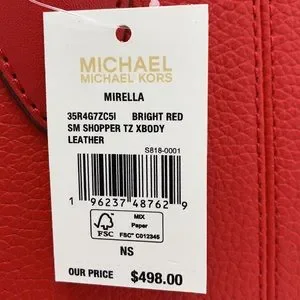 MICHAEL
MICHAEL KORS
MIRELLA
35R4G7ZC5I BRIGHT RED
SM SHOPPER TZ XBODY
LEATHER
S818-0001
1 96237 48762 9
FSC
MIX
Paper
FSC® C012345
NS
OUR PRICE $498.00